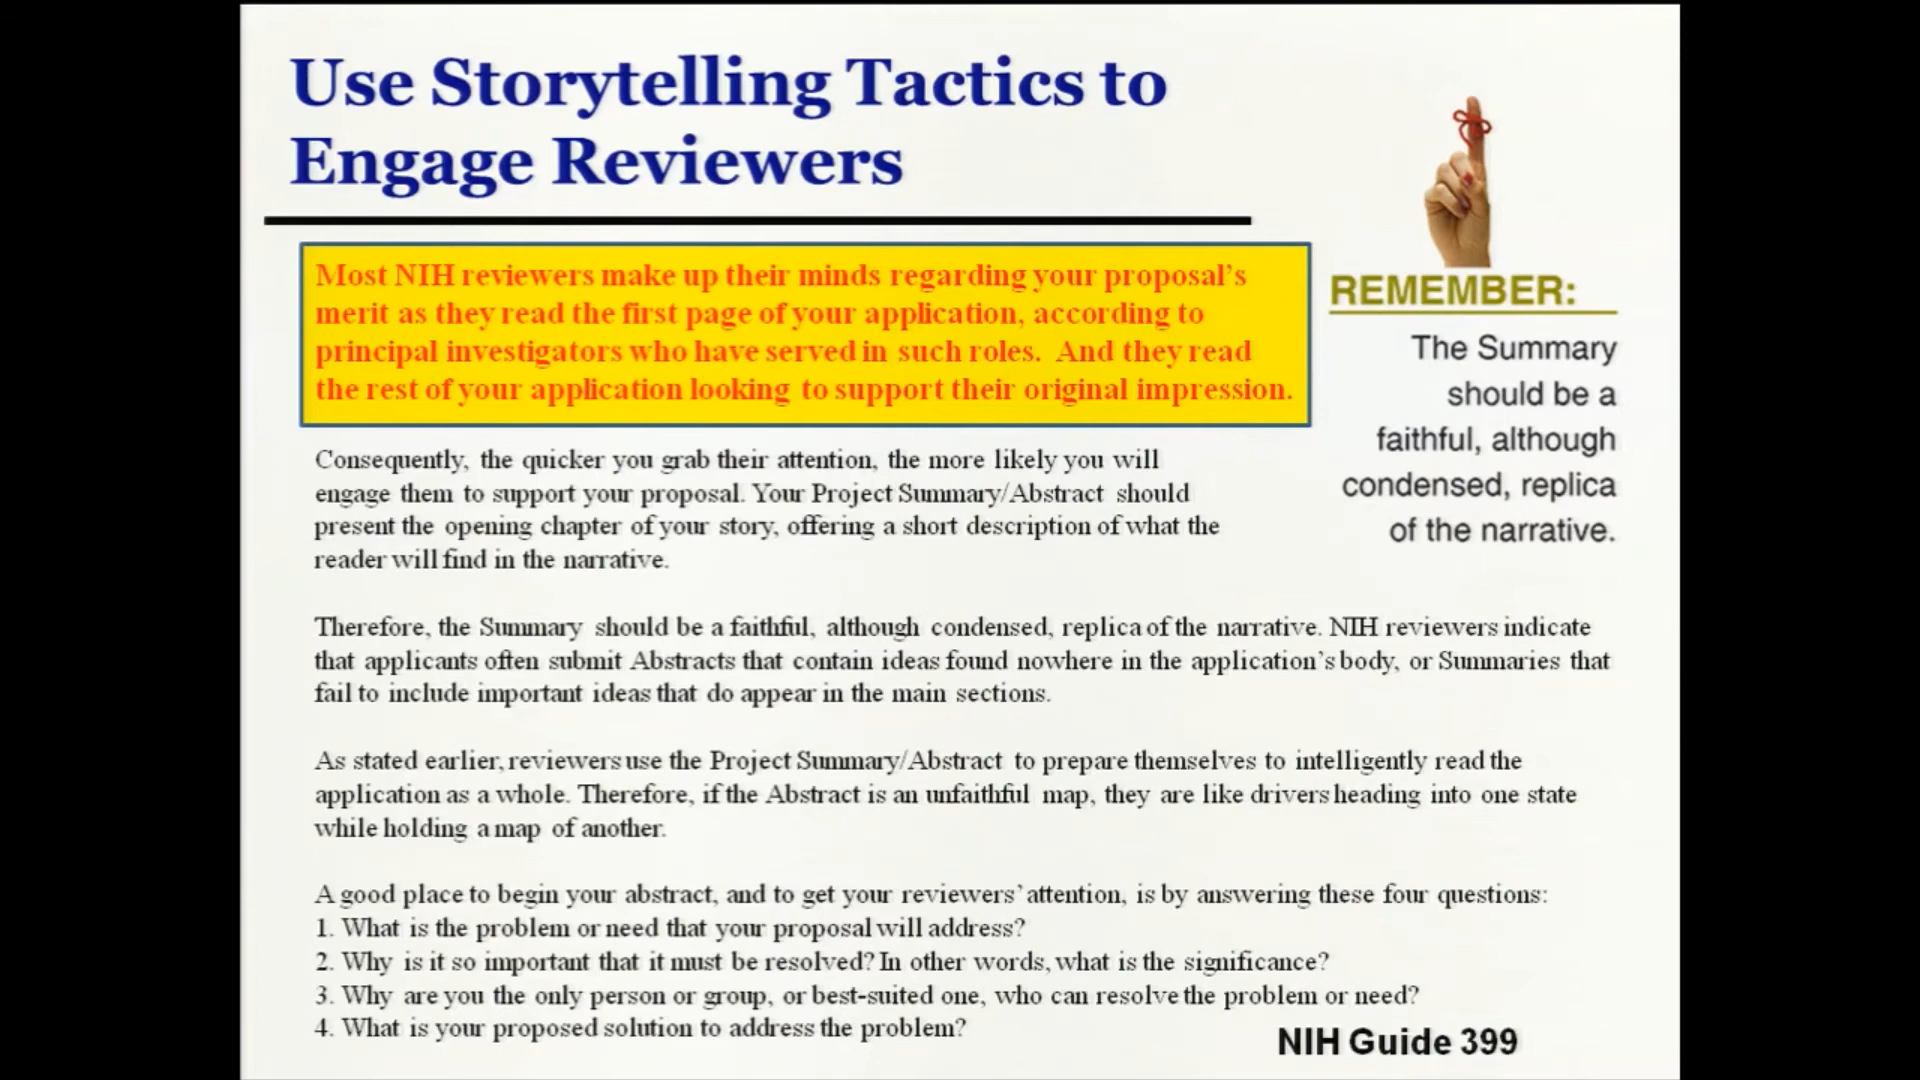 Use Storytelling Tactics to
Engage Reviewers
Most NIH reviewers make up their minds regarding your proposal’s
merit as they read the first page of your application, according to
principal investigators who have served in such roles.  And they read
the rest of your application looking to support their original impression.
REMEMBER:
The Summary
should be a
faithful, although
condensed, replica
of the narrative.
Consequently, the quicker you grab their attention, the more likely you will
engage them to support your proposal. Your Project Summary/Abstract should
present the opening chapter of your story, offering a short description of what the
reader will find in the narrative.
Therefore, the Summary should be a faithful, although condensed, replica of the narrative. NIH reviewers indicate
that applicants often submit Abstracts that contain ideas found nowhere in the application’s body, or Summaries that
fail to include important ideas that do appear in the main sections.
As stated earlier, reviewers use the Project Summary/Abstract to prepare themselves to intelligently read the
application as a whole. Therefore, if the Abstract is an unfaithful map, they are like drivers heading into one state
while holding a map of another.
A good place to begin your abstract, and to get your reviewers’ attention, is by answering these four questions:
1. What is the problem or need that your proposal will address?
2. Why is it so important that it must be resolved? In other words, what is the significance?
3. Why are you the only person or group, or best-suited one, who can resolve the problem or need?
4. What is your proposed solution to address the problem?
NIH Guide 399